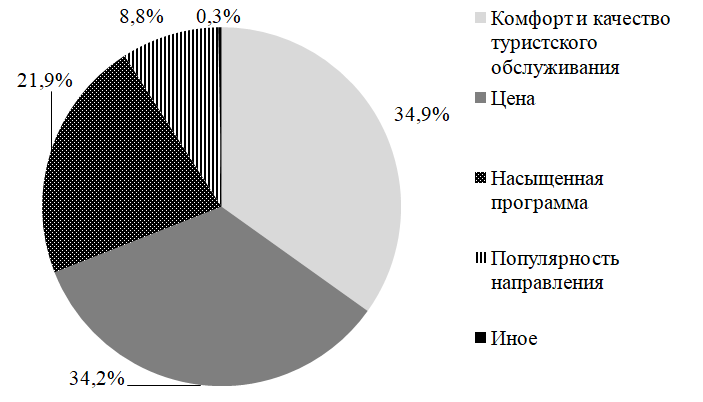 8,8%
0,3%
21,9%
34,9%
34,2%
Комфорт и качество
туристского
обслуживания
Цена
Насыщенная
программа
Популярность
направления
Иное